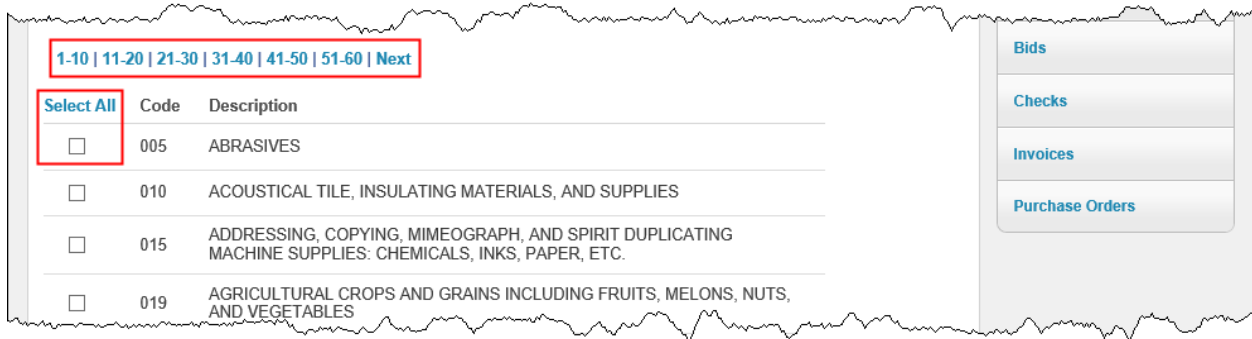 1-10 | 11-20 | 21-30 | 31-40 | 41-50 | 51-60 | Next
Select All Code Description
005 ABRASIVES
010 ACOUSTICAL TILE, INSULATING MATERIALS, AND SUPPLIES
015 ADDRESSING, COPYING, MIMEOGRAPH, AND SPIRIT DUPLICATING
MACHINE SUPPLIES: CHEMICALS, INKS, PAPER, ETC.
019 AGRICULTURAL CROPS AND GRAINS INCLUDING FRUITS, MELONS, NUTS,
AND VEGETABLES
Bids
Checks
Invoices
Purchase Orders